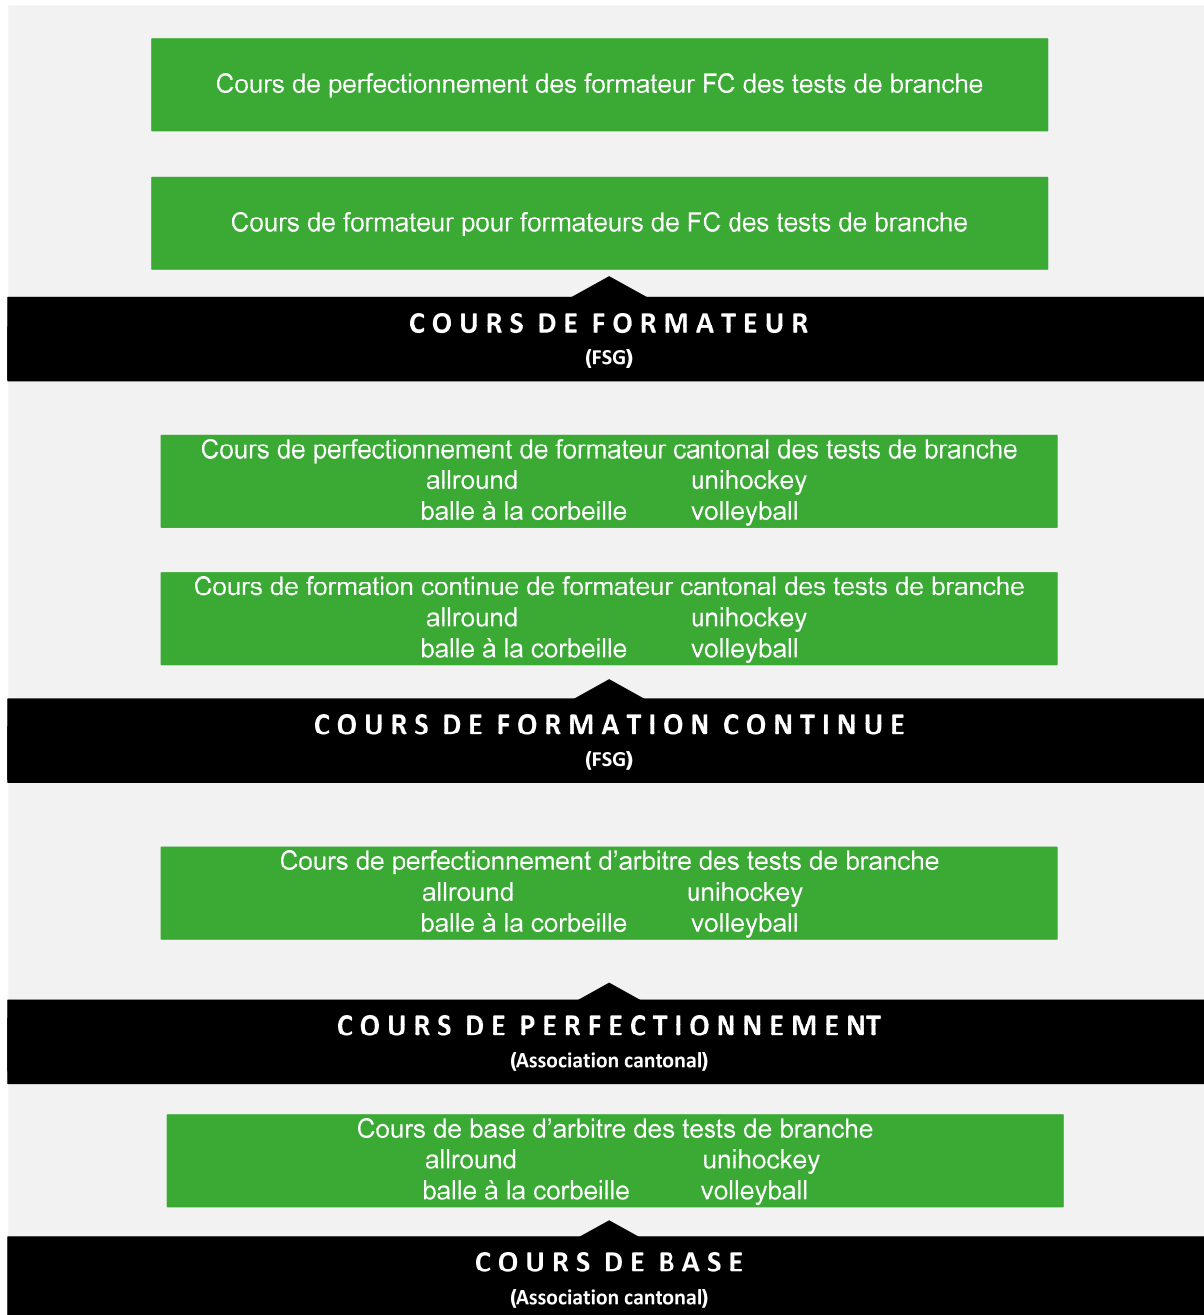 Cours de perfectionnement des formateur FC des tests de branche
Cours de formateur pour formateurs de FC des tests de branche
COURS DE FORMATEUR
(FSG)
Cours de perfectionnement de formateur cantonal des tests de branche
allround unihockey
balle à la corbeille volleyball
Cours de formation continue de formateur cantonal des tests de branche
allround unihockey
balle à la corbeille volleyball
COURS DE FORMATION CONTINUE
(FSG)
Cours de perfectionnement d’arbitre des tests de branche
allround unihockey
balle à la corbeille volleyball
COURS DE PERFECTIONNEMENT
(Association cantonal)
Cours de base d’arbitre des tests de branche
allround unihockey
balle à la corbeille volleyball
COURS DE BASE
(Association cantonal)